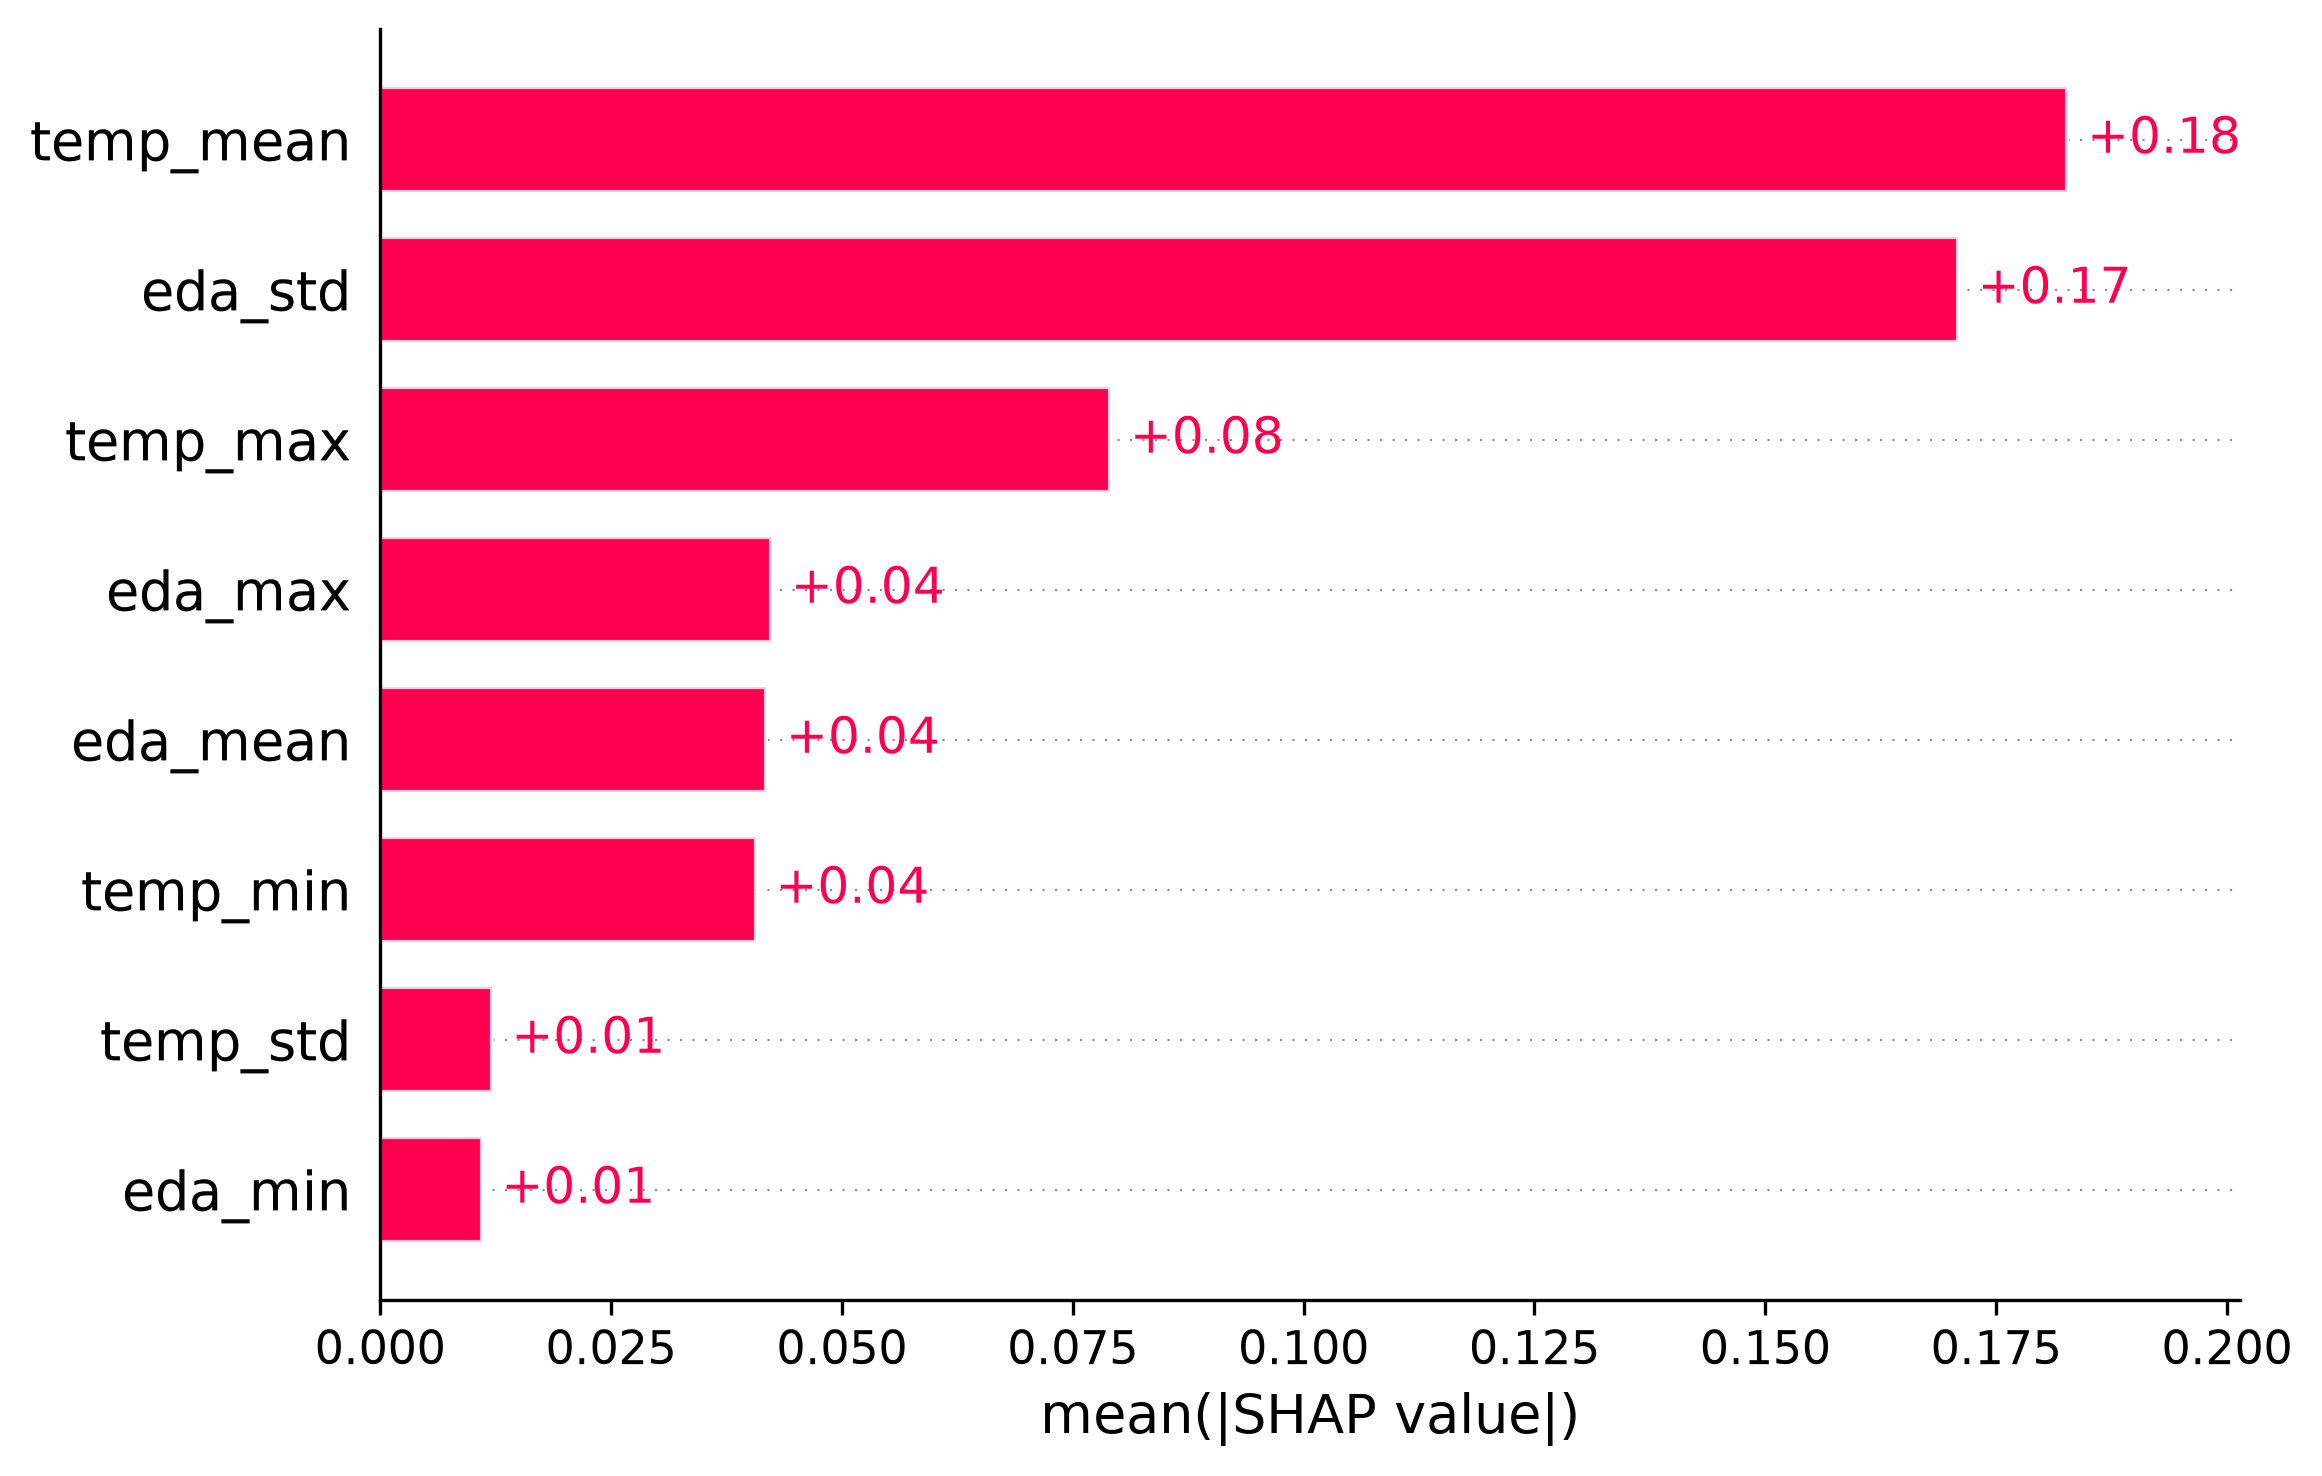 temp_mean +0.18
eda_std +0.17
temp_max +0.08
eda_max +0.04
eda_mean +0.04
temp_min +0.04
temp_std +0.01
eda_min +0.01
0.000 0.025 0.050 0.075 0.100 0.125 0.150 0.175 0.200
mean(|SHAP value|)